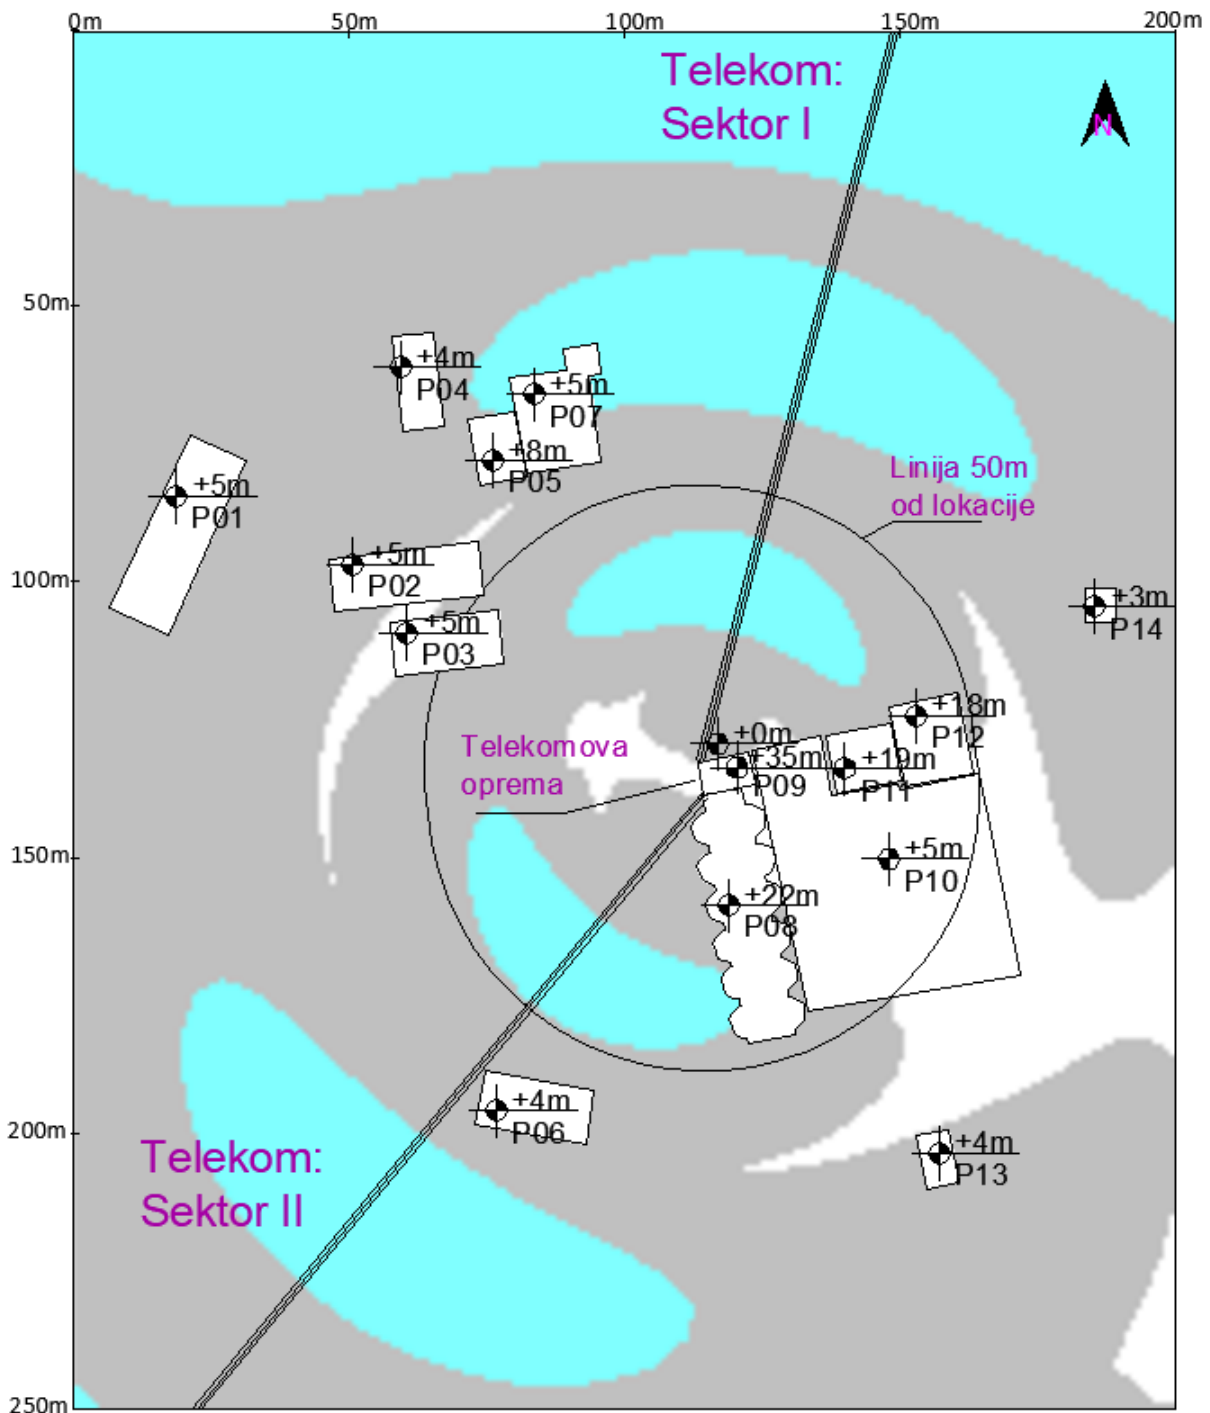 0m
50m
100m
150m
200m
Telekom:
Sektor I
N
50m
+4m
P04
+5m
P07
+8m
P05
Linija 50m
od lokacije
+5m
P01
+5m
P02
100m
+3m
P14
+5m
P03
+18m
P12
+0m
Telekomova
oprema
+35m
P09
+19m
P11
150m
+5m
P10
+22m
P08
+4m
P06
200m
Telekom:
Sektor II
+4m
P13
250m